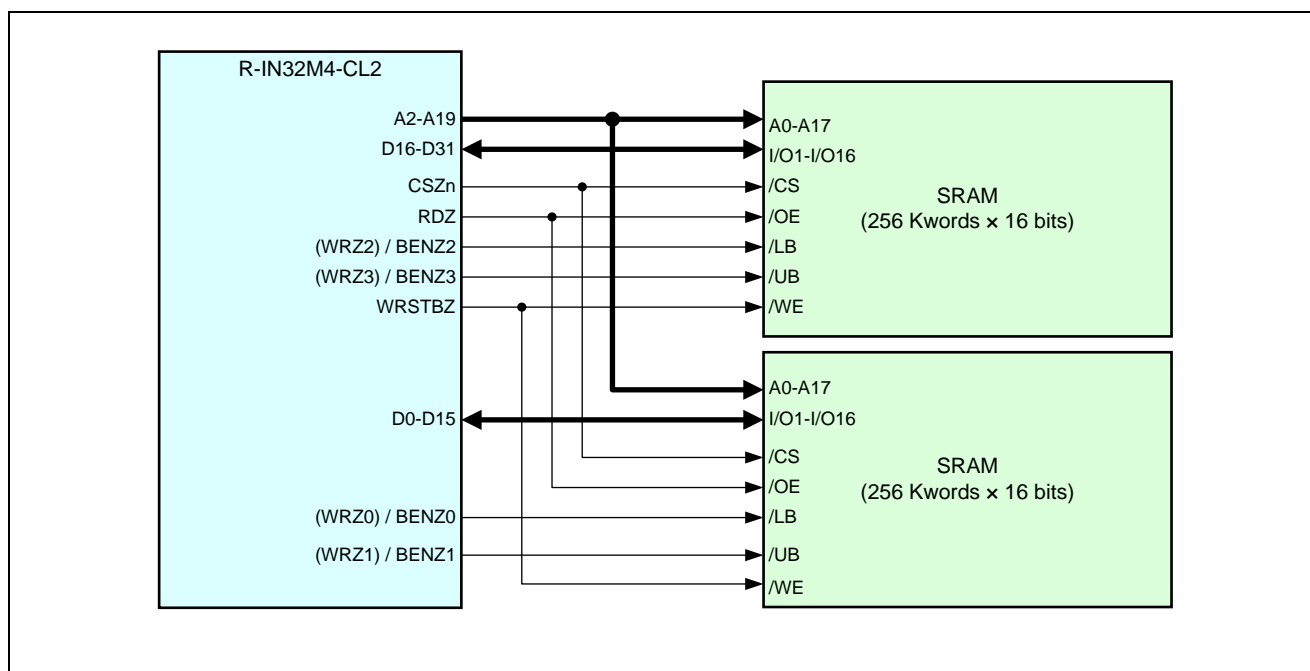 R-IN32M4-CL2
A2-A19
D16-D31
CSZn
RDZ
(WRZ2) / BENZ2
(WRZ3) / BENZ3
WRSTBZ
D0-D15
(WRZ0) / BENZ0
(WRZ1) / BENZ1
A0-A17
I/O1-I/O16
/CS
/OE
/LB
/UB
/WE
SRAM
(256 Kwords × 16 bits)
A0-A17
I/O1-I/O16
/CS
/OE
/LB
/UB
/WE
SRAM
(256 Kwords × 16 bits)